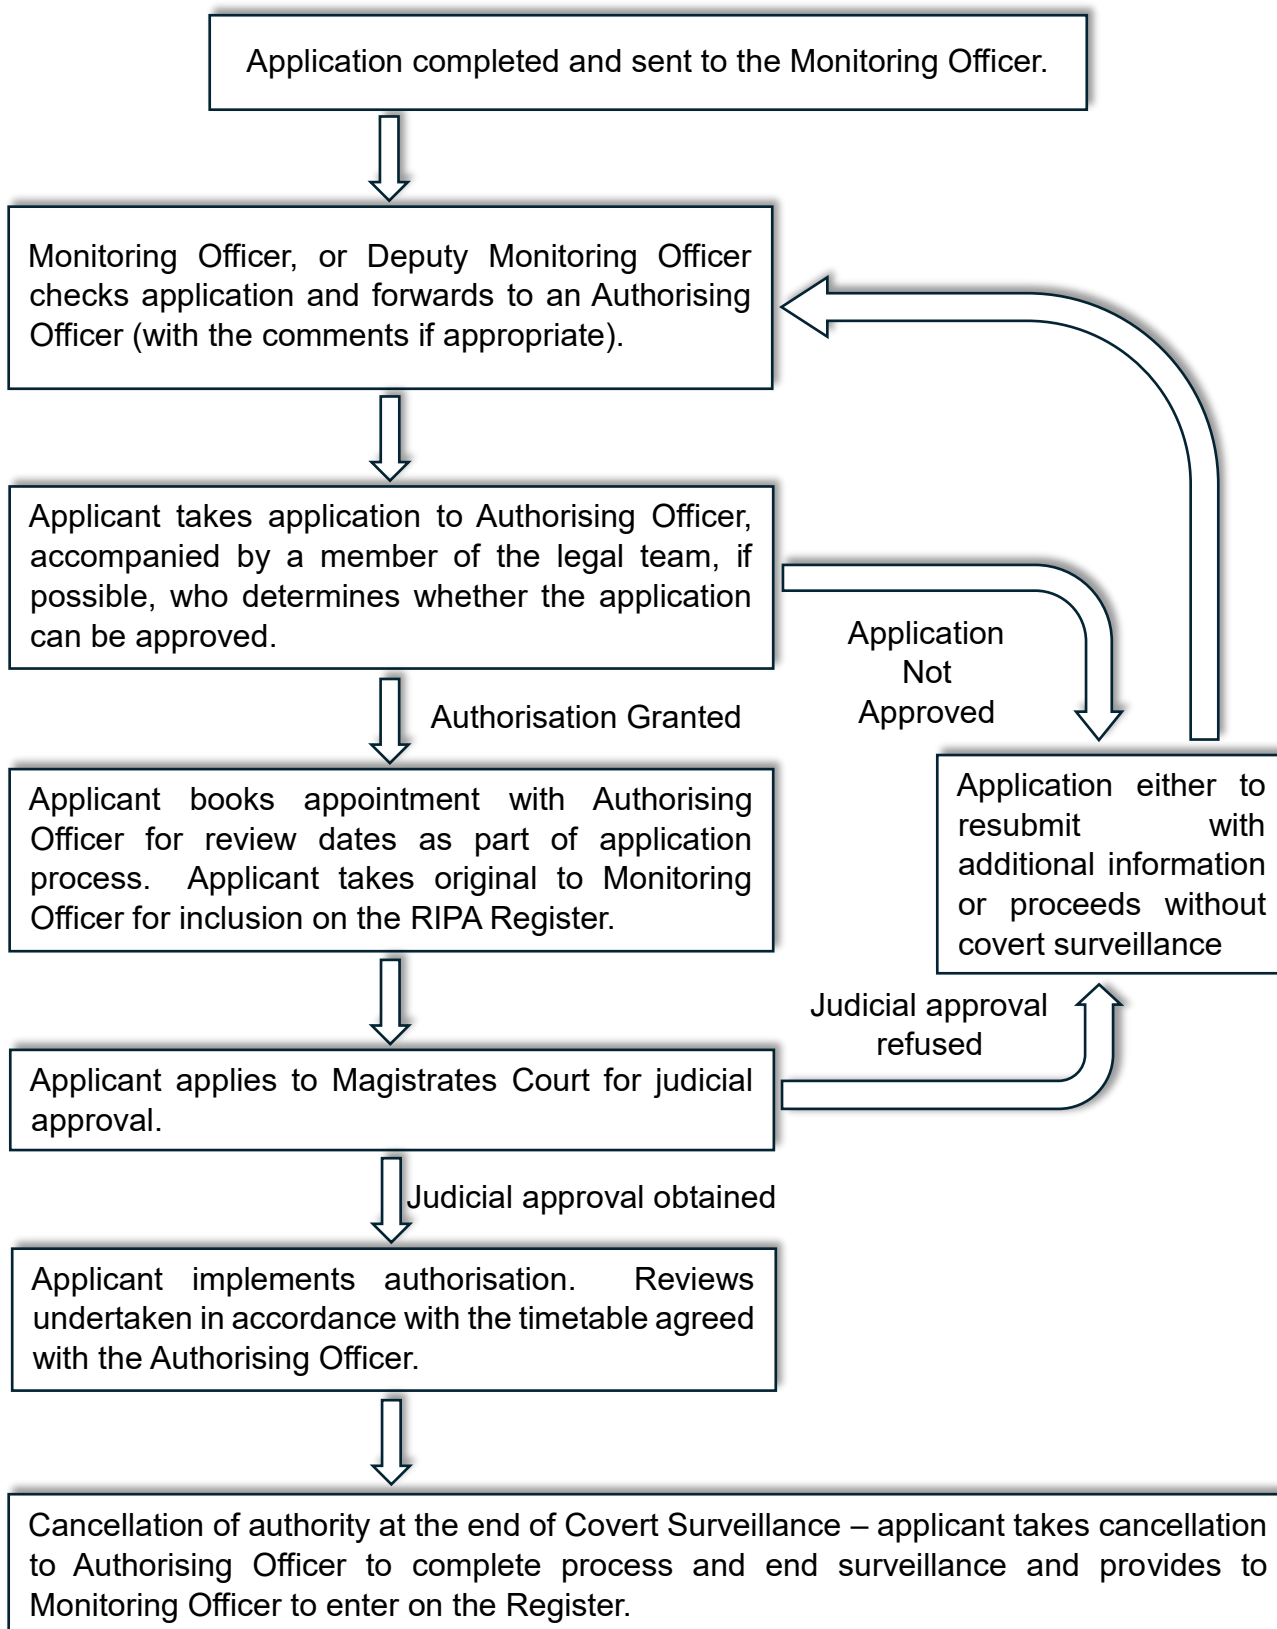 Application completed and sent to the Monitoring Officer.
Monitoring Officer, or Deputy Monitoring Officer
checks application and forwards to an Authorising
Officer (with the comments if appropriate).
Applicant takes application to Authorising Officer,
accompanied by a member of the legal team, if
possible, who determines whether the application
can be approved.
Application
Not
Approved
Authorisation Granted
Applicant books appointment with Authorising
Officer for review dates as part of application
process. Applicant takes original to Monitoring
Officer for inclusion on the RIPA Register.
Application either to
resubmit with
additional information
or proceeds without
covert surveillance
Judicial approval
refused
Applicant applies to Magistrates Court for judicial
approval.
Judicial approval obtained
Applicant implements authorisation. Reviews
undertaken in accordance with the timetable agreed
with the Authorising Officer.
Cancellation of authority at the end of Covert Surveillance – applicant takes cancellation
to Authorising Officer to complete process and end surveillance and provides to
Monitoring Officer to enter on the Register.